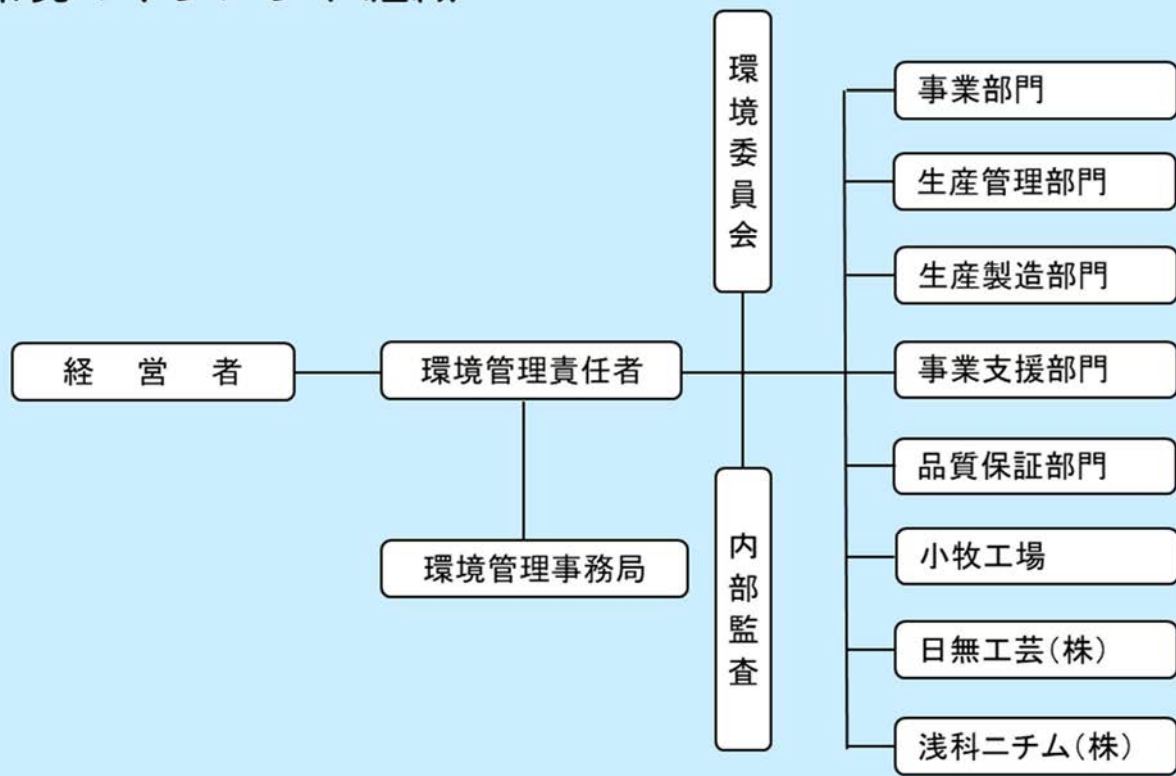 環境委員会
事業部門
生産管理部門
生産製造部門
経営者
環境管理責任者
事業支援部門
品質保証部門
環境管理事務局
内部監査
小牧工場
日無工芸(株)
浅科ニチム(株)